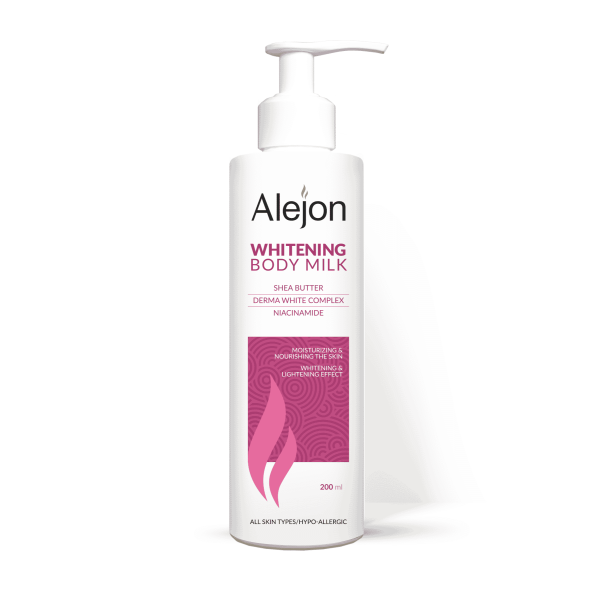 Alejon
WHITENING
BODY MILK
SHEA BUTTER
DERMA WHITE COMPLEX
NIACINAMIDE
MOISTURIZING &
NOURISHING THE SKIN
WHITENING &
LIGHTENING EFFECT
200 ml
ALL SKIN TYPES/HYPO-ALLERGIC